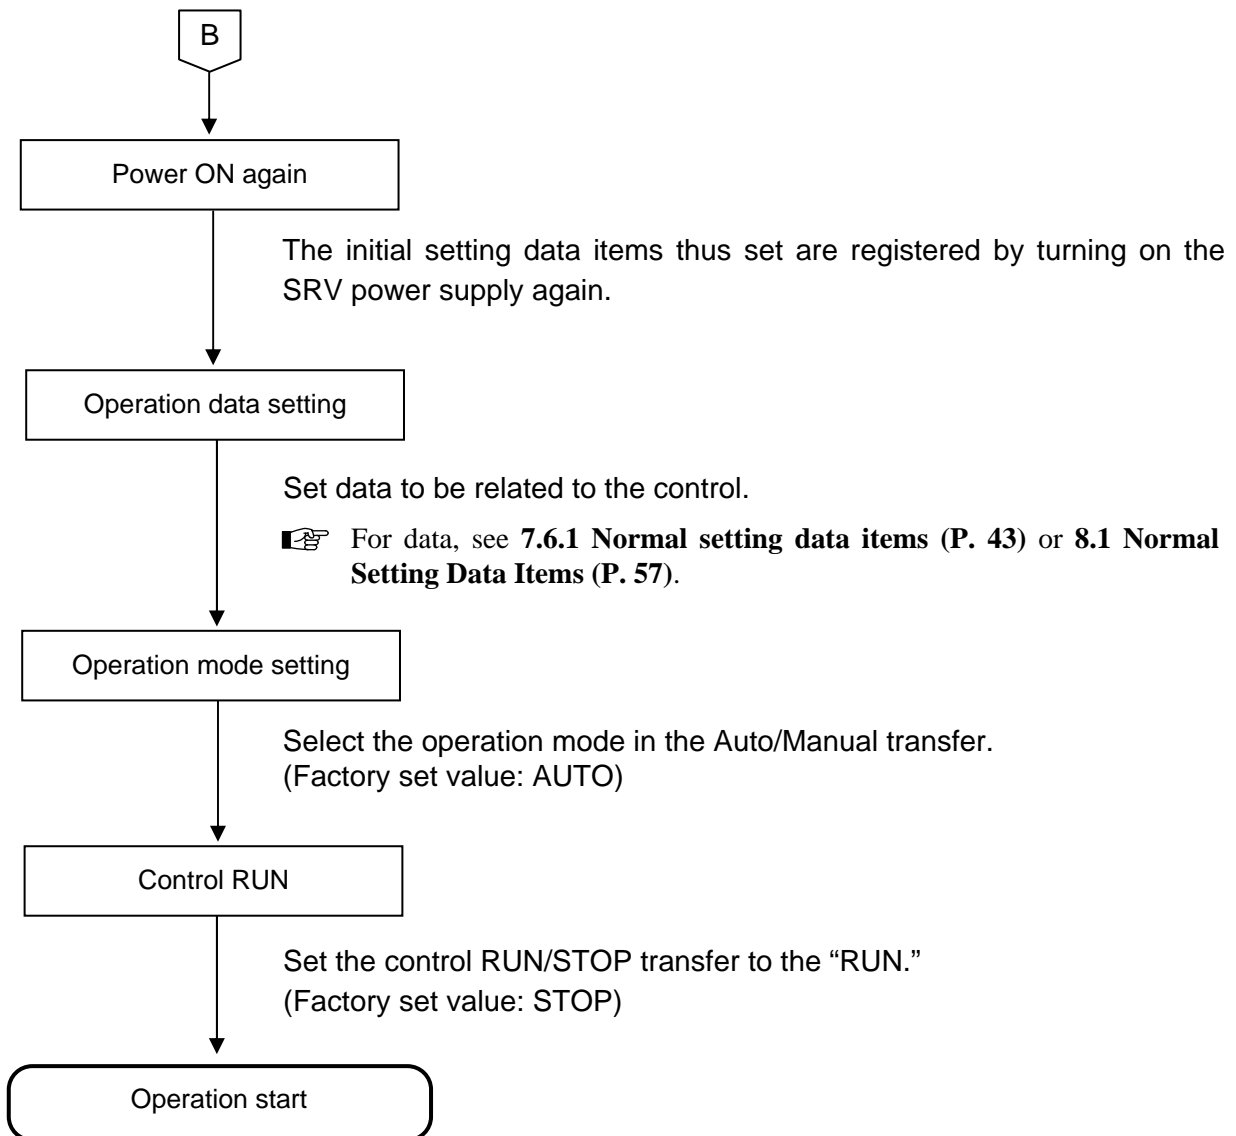 B
Power ON again
The initial setting data items thus set are registered by turning on the
SRV power supply again.
Operation data setting
Set data to be related to the control.
For data, see 7.6.1 Normal setting data items (P. 43) or 8.1 Normal
Setting Data Items (P. 57).
Operation mode setting
Select the operation mode in the Auto/Manual transfer.
(Factory set value: AUTO)
Control RUN
Set the control RUN/STOP transfer to the “RUN.”
(Factory set value: STOP)
Operation start